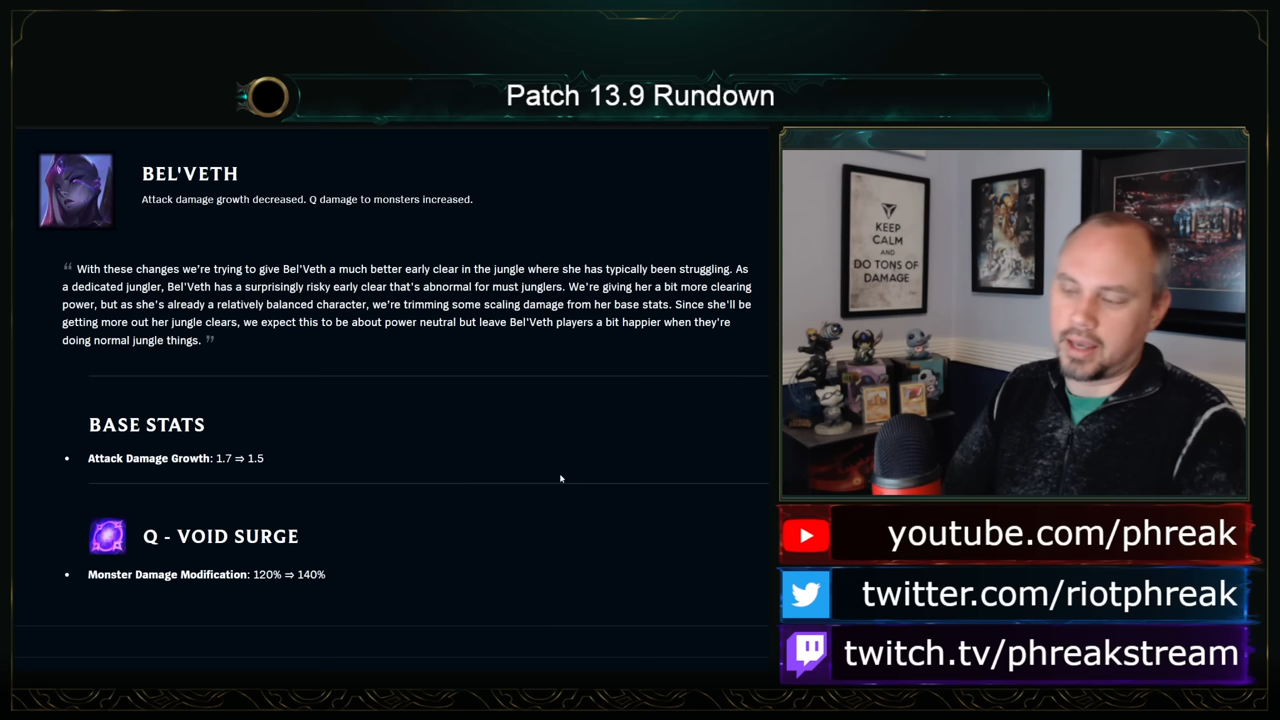 Patch 13.9 Rundown
BEL'VETH
Attack damage growth decreased. Q damage to monsters increased.
“ With these changes we're trying to give Bel'Veth a much better early clear in the jungle where she has typically been struggling. As
a dedicated jungler, Bel'Veth has a surprisingly risky early clear that's abnormal for must junglers. We're giving her a bit more clearing
power, but as she's already a relatively balanced character, we're trimming some scaling damage from her base stats. Since she'll be
getting more out her jungle clears, we expect this to be about power neutral but leave Bel'Veth players a bit happier when they're
doing normal jungle things. ”
BASE STATS
• Attack Damage Growth: 1.7 ⇒ 1.5
Q - VOID SURGE
• Monster Damage Modification: 120% ⇒ 140%
KEEP
CALM
AND
DO TONS OF
DAMAGE
youtube.com/phreak
twitter.com/riotphreak
twitch.tv/phreakstream